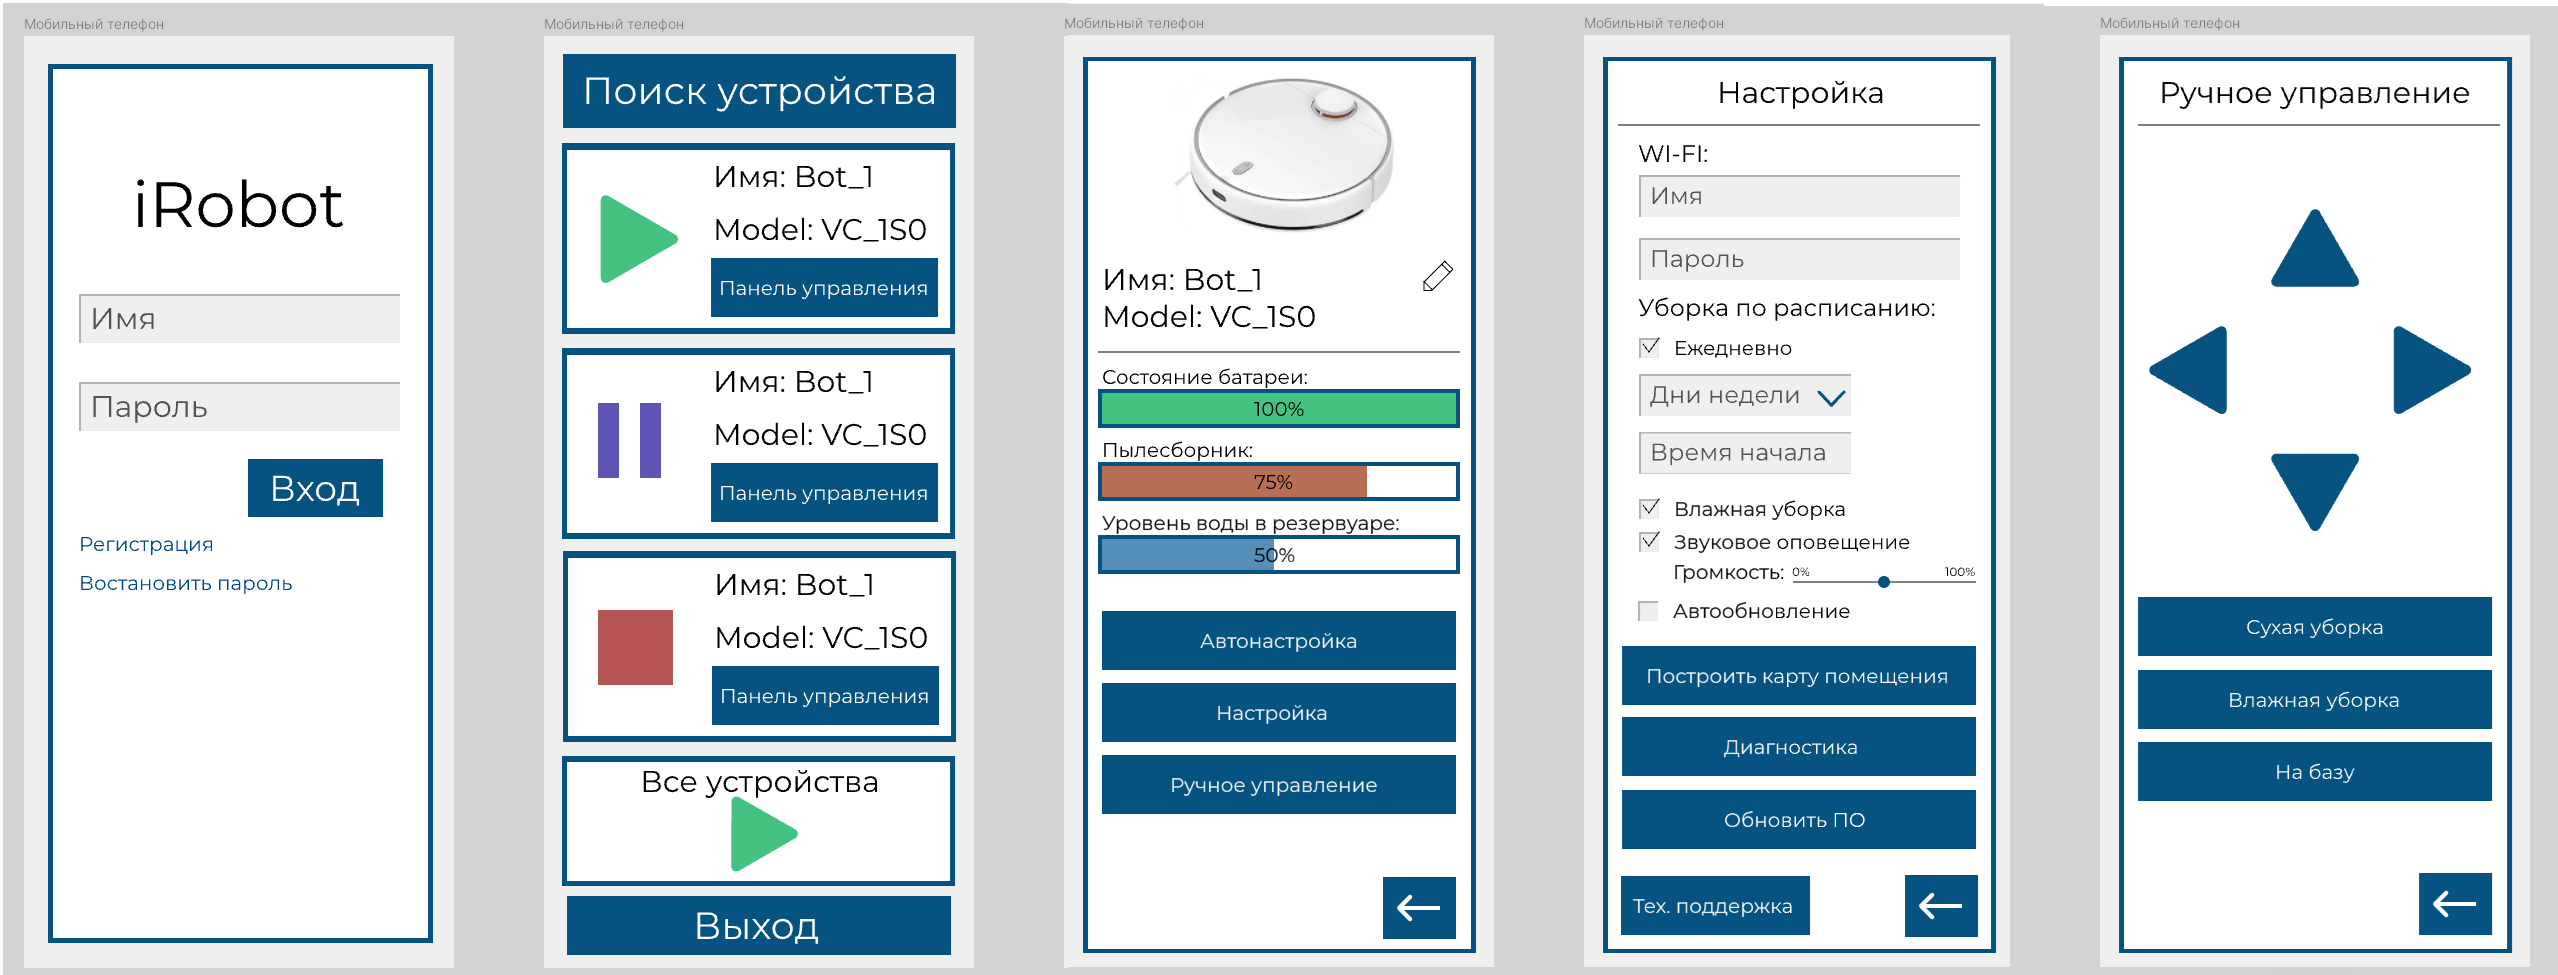 Мобильный телефон
iRobot
Имя
Пароль
Вход
Регистрация
Востановить пароль
Мобильный телефон
Поиск устройства
Имя: Bot_1
Model: VC_1S0
Панель управления
Имя: Bot_1
Model: VC_1S0
Панель управления
Имя: Bot_1
Model: VC_1S0
Панель управления
Все устройства
Выход
Мобильный телефон
Имя: Bot_1
Model: VC_1S0
Состояние батареи:
100%
Пылесборник:
75%
Уровень воды в резервуаре:
50%
Автонастройка
Настройка
Ручное управление
Мобильный телефон
Настройка
WI-FI:
Имя
Пароль
Уборка по расписанию:
Ежедневно
Дни недели
Время начала
Влажная уборка
Звуковое оповещение
Громкость: 0% 100%
Автообновление
Построить карту помещения
Диагностика
Обновить ПО
Тех. поддержка
Мобильный телефон
Ручное управление
Сухая уборка
Влажная уборка
На базу